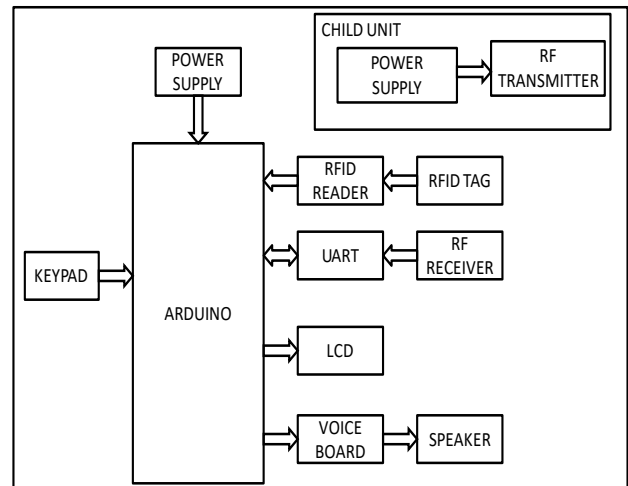 CHILD UNIT
POWER
SUPPLY
RF
TRANSMITTER
POWER
SUPPLY
RFID
READER
RFID TAG
UART
RF
RECEIVER
KEYPAD
ARDUINO
LCD
VOICE
BOARD
SPEAKER